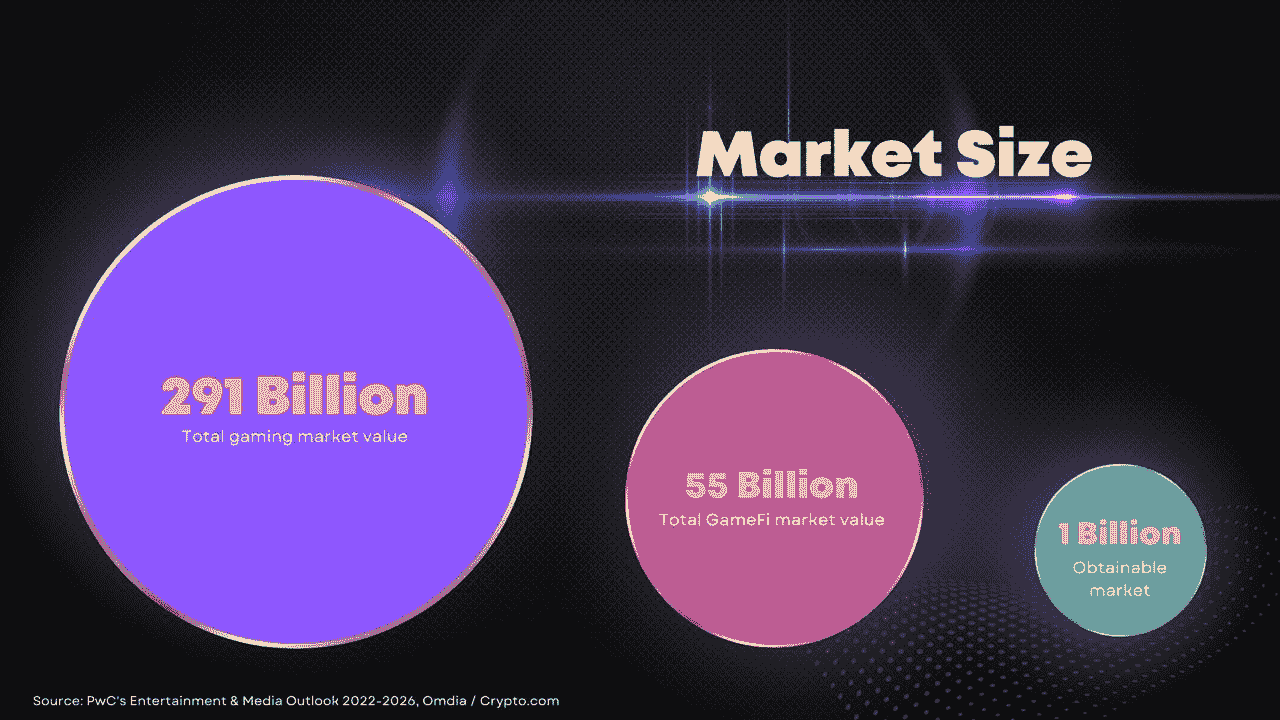 Market Size
291 Billion
Total gaming market value
55 Billion
Total GameFi market value
1 Billion
Obtainable
market
Source: PwC's Entertainment & Media Outlook 2022-2026, Omdia / Crypto.com